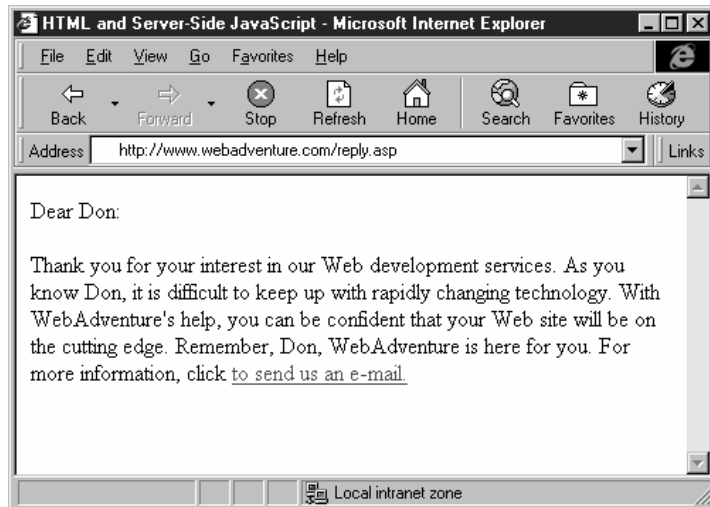 HTML and Server-Side JavaScript - Microsoft Internet Explorer
File Edit View Go Favorites Help
Back Forward Stop Refresh Home Search Favorites History
Address http://www.webadventure.com/reply.asp Links
Dear Don:
Thank you for your interest in our Web development services. As you
know Don, it is difficult to keep up with rapidly changing technology. With
WebAdventure's help, you can be confident that your Web site will be on
the cutting edge. Remember, Don, WebAdventure is here for you. For
more information, click to send us an e-mail.
Local intranet zone